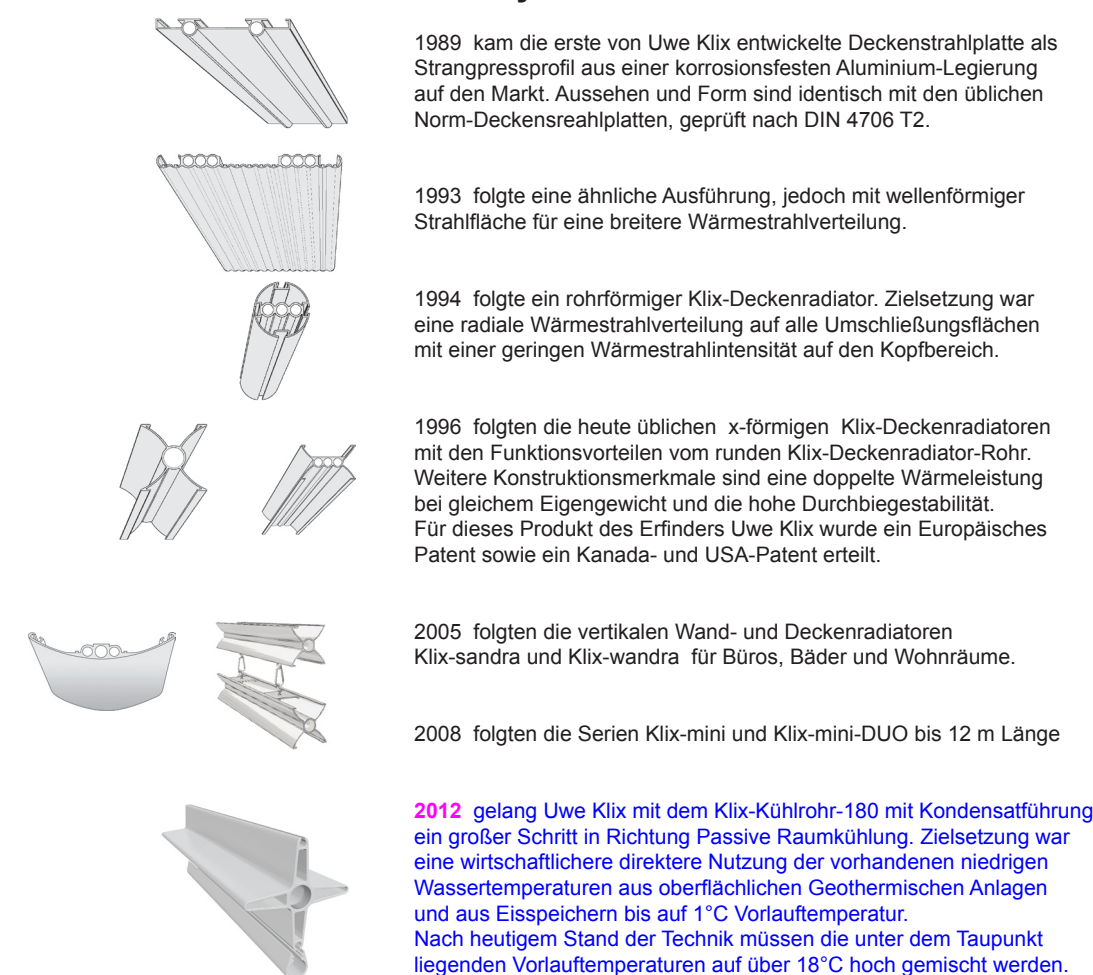 1989 kam die erste von Uwe Klix entwickelte Deckenstrahlplatte als
Strangpressprofil aus einer korrosionsfesten Aluminium-Legierung
auf den Markt. Aussehen und Form sind identisch mit den üblichen
Norm-Deckensreahlplatten, geprüft nach DIN 4706 T2.
1993 folgte eine ähnliche Ausführung, jedoch mit wellenförmiger
Strahlfläche für eine breitere Wärmestrahlverteilung.
1994 folgte ein rohrförmiger Klix-Deckenradiator. Zielsetzung war
eine radiale Wärmestrahlverteilung auf alle Umschließungsflächen
mit einer geringen Wärmestrahlintensität auf den Kopfbereich.
1996 folgten die heute üblichen x-förmigen Klix-Deckenradiatoren
mit den Funktionsvorteilen vom runden Klix-Deckenradiator-Rohr.
Weitere Konstruktionsmerkmale sind eine doppelte Wärmeleistung
bei gleichem Eigengewicht und die hohe Durchbiegestabilität.
Für dieses Produkt des Erfinders Uwe Klix wurde ein Europäisches
Patent sowie ein Kanada- und USA-Patent erteilt.
2005 folgten die vertikalen Wand- und Deckenradiatoren
Klix-sandra und Klix-wandra für Büros, Bäder und Wohnräume.
2008 folgten die Serien Klix-mini und Klix-mini-DUO bis 12 m Länge
2012 gelang Uwe Klix mit dem Klix-Kühlrohr-180 mit Kondensatführung
ein großer Schritt in Richtung Passive Raumkühlung. Zielsetzung war
eine wirtschaftlichere direktere Nutzung der vorhandenen niedrigen
Wassertemperaturen aus oberflächlichen Geothermischen Anlagen
und aus Eisspeichern bis auf 1°C Vorlauftemperatur.
Nach heutigem Stand der Technik müssen die unter dem Taupunkt
liegenden Vorlauftemperaturen auf über 18°C hoch gemischt werden.